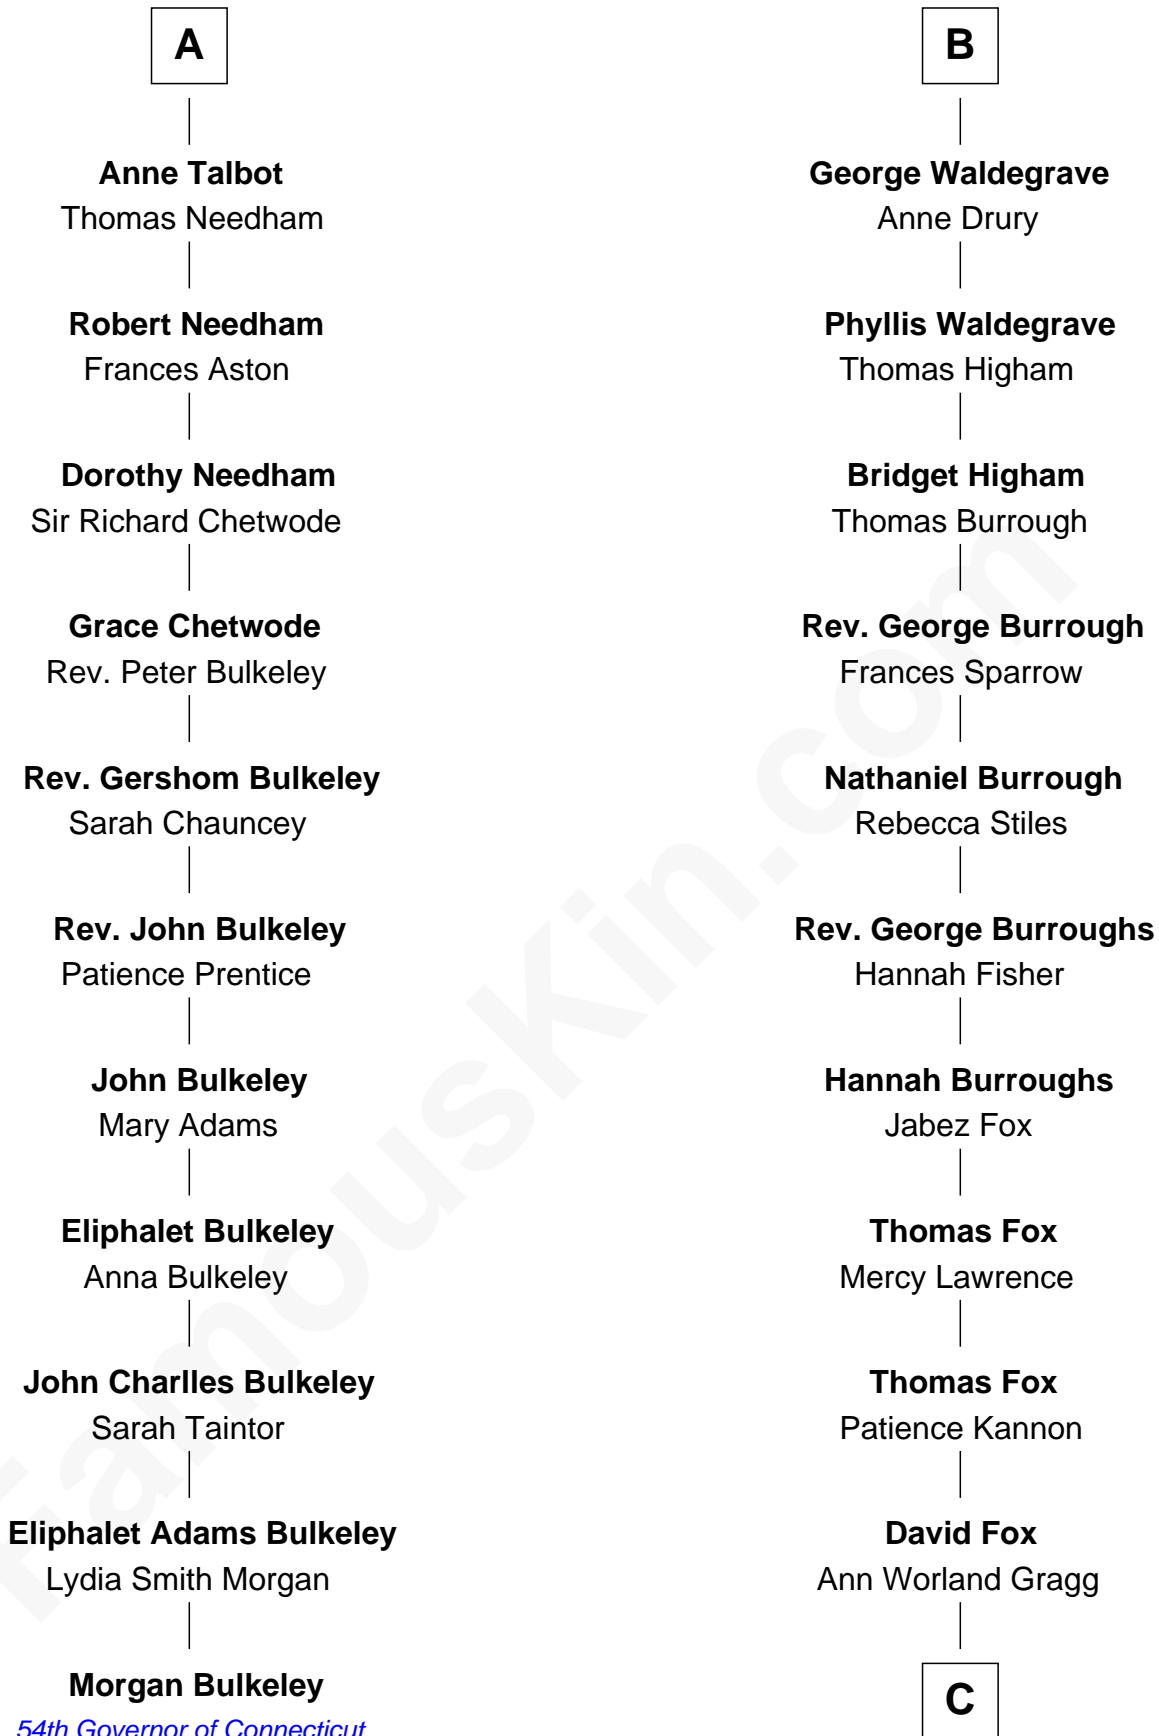 A
Anne Talbot
Thomas Needham
Robert Needham
Frances Aston
Dorothy Needham
Sir Richard Chetwode
Grace Chetwode
Rev. Peter Bulkeley
Rev. Gershom Bulkeley
Sarah Chauncey
Rev. John Bulkeley
Patience Prentice
John Bulkeley
Mary Adams
Eliphalet Bulkeley
Anna Bulkeley
John Charlles Bulkeley
Sarah Taintor
Eliphalet Adams Bulkeley
Lydia Smith Morgan
Morgan Bulkeley
54th Governor of Connecticut
B
George Waldegrave
Anne Drury
Phyllis Waldegrave
Thomas Higham
Bridget Higham
Thomas Burrough
Rev. George Burrough
Frances Sparrow
Nathaniel Burrough
Rebecca Stiles
Rev. George Burroughs
Hannah Fisher
Hannah Burroughs
Jabez Fox
Thomas Fox
Mercy Lawrence
Thomas Fox
Patience Kannon
David Fox
Ann Worland Gragg
C
FamousKin.com